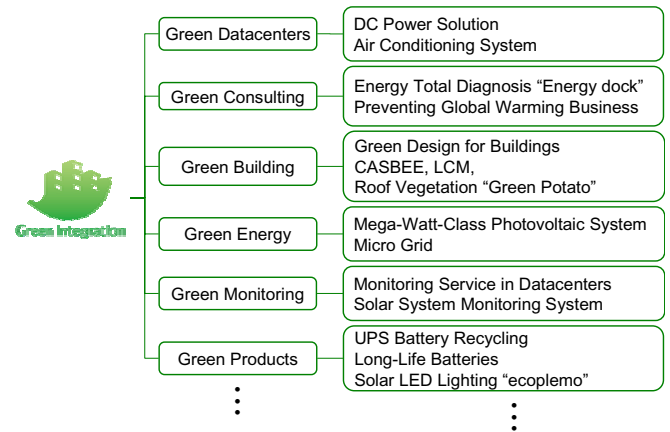 Green Integration
Green Datacenters
DC Power Solution
Air Conditioning System
Green Consulting
Energy Total Diagnosis “Energy dock”
Preventing Global Warming Business
Green Building
Green Design for Buildings
CASBEE, LCM,
Roof Vegetation “Green Potato”
Green Energy
Mega-Watt-Class Photovoltaic System
Micro Grid
Green Monitoring
Monitoring Service in Datacenters
Solar System Monitoring System
Green Products
UPS Battery Recycling
Long-Life Batteries
Solar LED Lighting “ecoplemo”